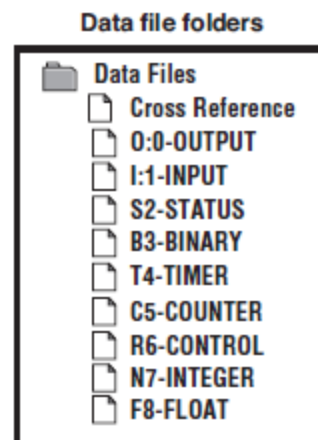 Data file folders
Data Files
Cross Reference
O:0-OUTPUT
I:1-INPUT
S2-STATUS
B3-BINARY
T4-TIMER
C5-COUNTER
R6-CONTROL
N7-INTEGER
F8-FLOAT